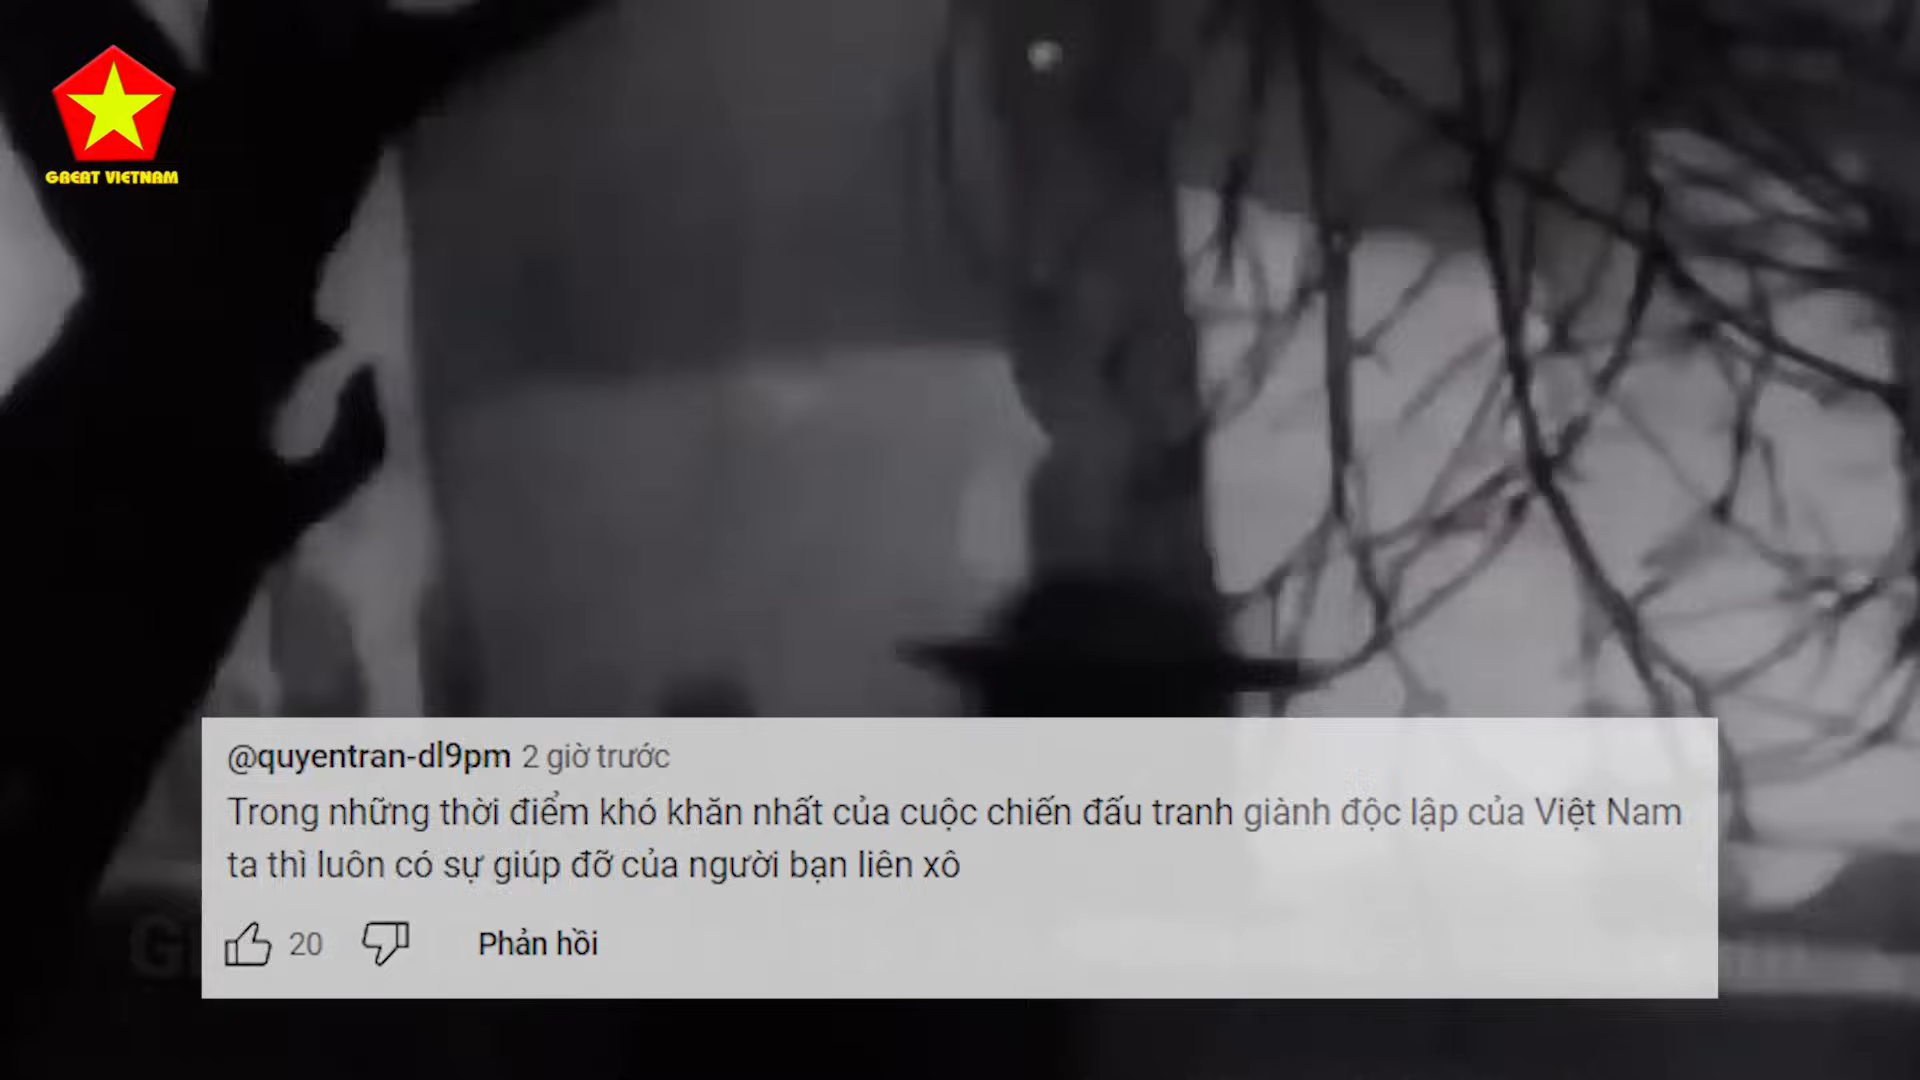 GREAT VIETNAM
@quyentran-dl9pm 2 giờ trước
Trong những thời điểm khó khăn nhất của cuộc chiến đấu tranh giành độc lập của Việt Nam
ta thì luôn có sự giúp đỡ của người bạn liên xô
20 Phản hồi